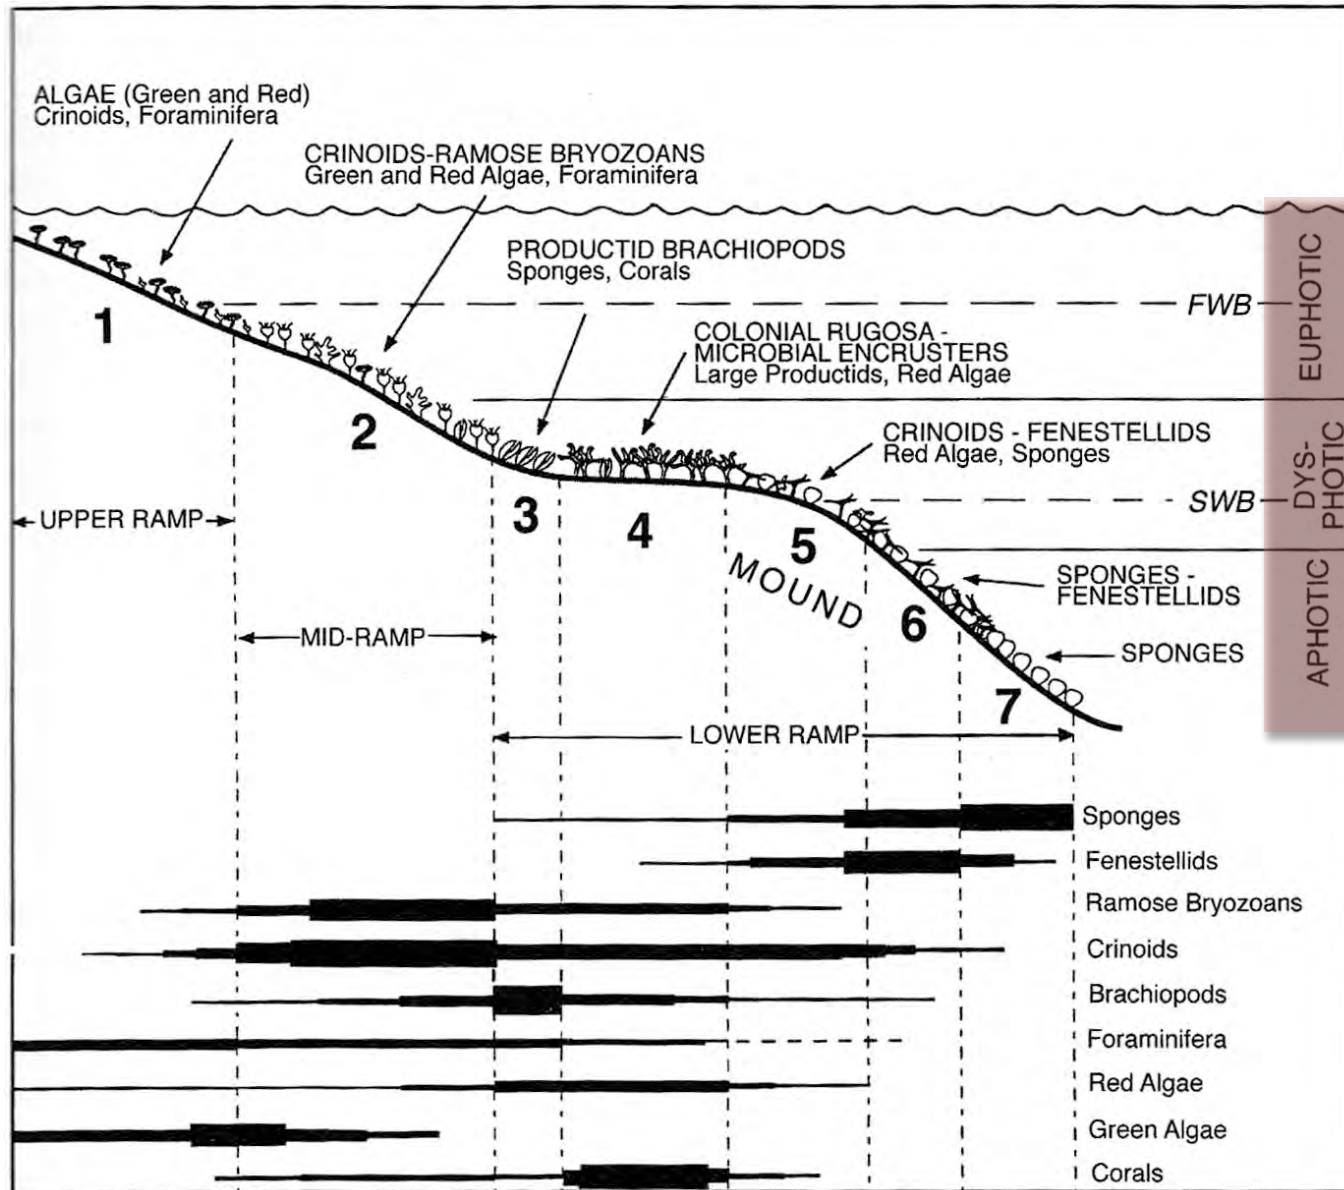 ALGAE (Green and Red)
Crinoids, Foraminifera
CRINOIDS-RAMOSE BRYOZOANS
Green and Red Algae, Foraminifera
PRODUCTID BRACHIOPODS
Sponges, Corals
COLONIAL RUGOSA -
MICROBIAL ENCRUSTERS
Large Productids, Red Algae
CRINOIDS - FENESTELLIDS
Red Algae, Sponges
SPONGES -
FENESTELLIDS
SPONGES
FWB
SWB
EUPHOTIC
DYS-
PHOTIC
APHOTIC
1
2
3
4
5
6
7
MOUND
UPPER RAMP
MID-RAMP
LOWER RAMP
Sponges
Fenestellids
Ramose Bryozoans
Crinoids
Brachiopods
Foraminifera
Red Algae
Green Algae
Corals